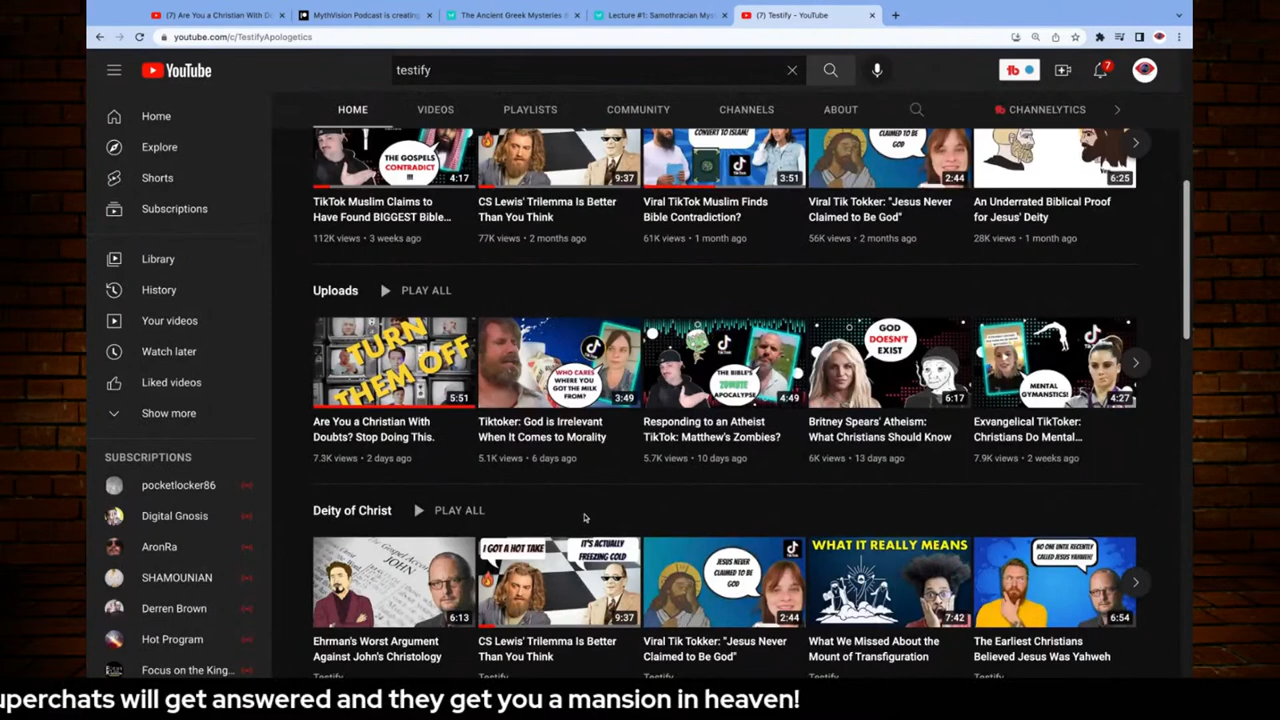 (7) Are You a Christian With Do
MythVision Podcast is creating
The Ancient Greek Mysteries
Lecture #1: Samothracian Mys
(7) Testify - YouTube
youtube.com/c/TestifyApologetics
YouTube
testify
tb
7
HOME
VIDEOS
PLAYLISTS
COMMUNITY
CHANNELS
ABOUT
tb CHANNELYTICS
Home
Explore
Shorts
Subscriptions
Library
History
Your videos
Watch later
Liked videos
Show more
SUBSCRIPTIONS
pocketlocker86
Digital Gnosis
AronRa
SHAMOUNIAN
Derren Brown
Hot Program
Focus on the King...
THE GOSPELS
CONTRADICT
!!!
4:17
9:37
CONVERT TO ISLAM!
3:51
CLAIMED TO BE
GOD
2:44
6:25
TikTok Muslim Claims to
Have Found BIGGEST Bible...
112K views • 3 weeks ago
CS Lewis' Trilemma Is Better
Than You Think
77K views • 2 months ago
Viral TikTok Muslim Finds
Bible Contradiction?
61K views • 1 month ago
Viral Tik Tokker: "Jesus Never
Claimed to Be God"
56K views • 2 months ago
An Underrated Biblical Proof
for Jesus' Deity
28K views • 1 month ago
Uploads
PLAY ALL
TURN
THEM OFF
5:51
WHO CARES
WHERE YOU
GOT THE MILK
FROM?
3:49
THE BIBLE'S
ZOMBIE
APOCALYPSE
4:49
GOD
DOESN'T
EXIST
6:17
MENTAL
GYMANSTICS!
4:27
Are You a Christian With
Doubts? Stop Doing This.
7.3K views • 2 days ago
Tiktoker: God is Irrelevant
When It Comes to Morality
5.1K views • 6 days ago
Responding to an Atheist
TikTok: Matthew's Zombies?
5.7K views • 10 days ago
Britney Spears' Atheism:
What Christians Should Know
6K views • 13 days ago
Exvangelical TikToker:
Christians Do Mental...
7.9K views • 2 weeks ago
Deity of Christ
PLAY ALL
JOHN
6:13
I GOT A HOT TAKE
IT'S ACTUALLY
FREEZING COLD
9:37
JESUS NEVER
CLAIMED TO BE
GOD
2:44
WHAT IT REALLY MEANS
7:42
NO ONE UNTIL RECENTLY
CALLED JESUS YAHWEH!
6:54
Ehrman's Worst Argument
Against John's Christology
Testify
CS Lewis' Trilemma Is Better
Than You Think
Testify
Viral Tik Tokker: "Jesus Never
Claimed to Be God"
Testify
What We Missed About the
Mount of Transfiguration
Testify
The Earliest Christians
Believed Jesus Was Yahweh
Testify
uperchats will get answered and they get you a mansion in heaven!